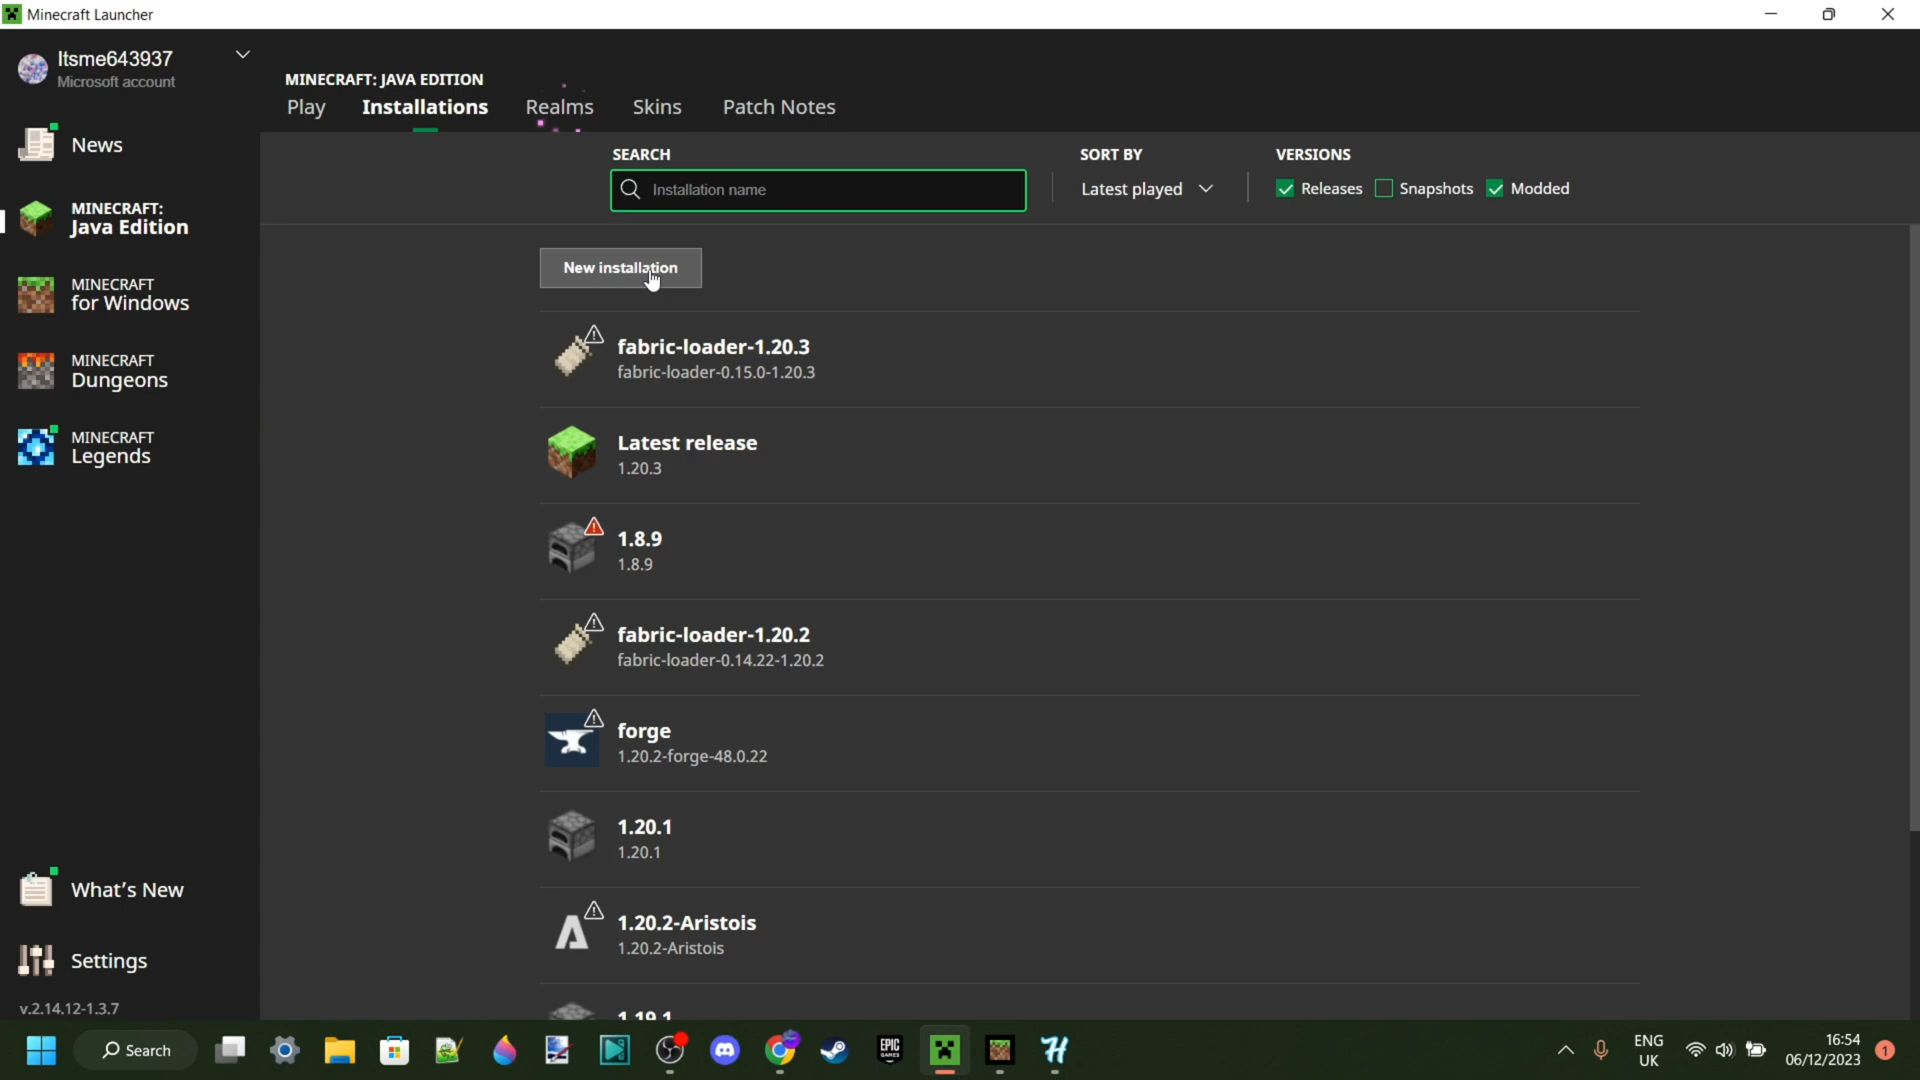 Minecraft Launcher
Itsme643937
Microsoft account
News
MINECRAFT:
Java Edition
MINECRAFT
for Windows
MINECRAFT
Dungeons
MINECRAFT
Legends
What's New
Settings
v.2.14.12-1.3.7
MINECRAFT: JAVA EDITION
Play Installations Realms Skins Patch Notes
SEARCH SORT BY VERSIONS
Installation name Latest played Releases Snapshots Modded
New installation
fabric-loader-1.20.3
fabric-loader-0.15.0-1.20.3
Latest release
1.20.3
1.8.9
1.8.9
fabric-loader-1.20.2
fabric-loader-0.14.22-1.20.2
forge
1.20.2-forge-48.0.22
1.20.1
1.20.1
1.20.2-Aristois
1.20.2-Aristois
1.19.1
Search
EPIC
GAMES
ENG
UK
16:54
06/12/2023
1